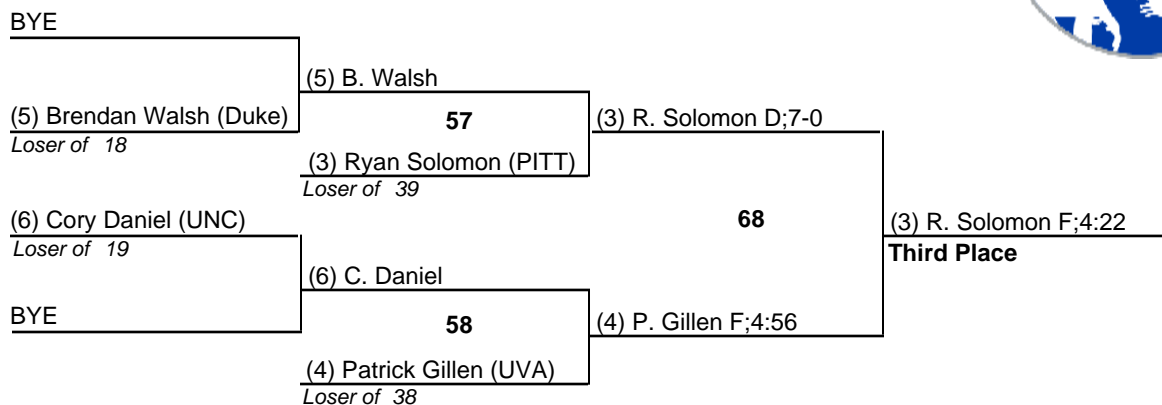 BYE
(5) B. Walsh
(5) Brendan Walsh (Duke)
Loser of 18
57
(3) R. Solomon D;7-0
(3) Ryan Solomon (PITT)
Loser of 39
(6) Cory Daniel (UNC)
Loser of 19
68
(3) R. Solomon F;4:22
Third Place
(6) C. Daniel
BYE
58
(4) P. Gillen F;4:56
(4) Patrick Gillen (UVA)
Loser of 38